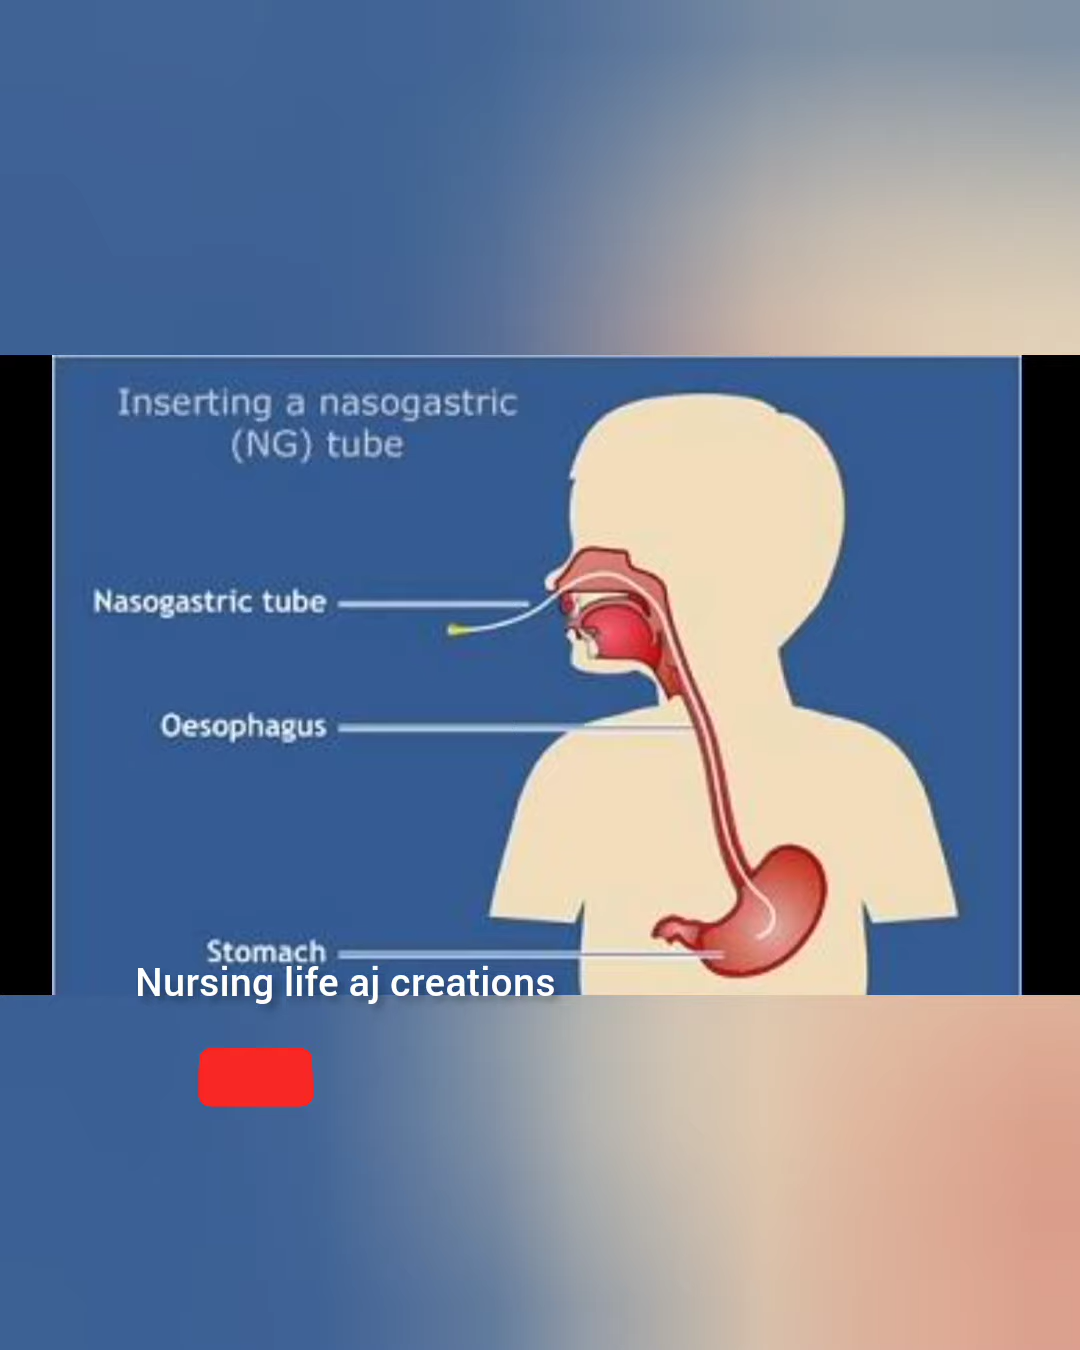 Inserting a nasogastric
(NG) tube
Nasogastric tube
Oesophagus
Stomach
Nursing life aj creations